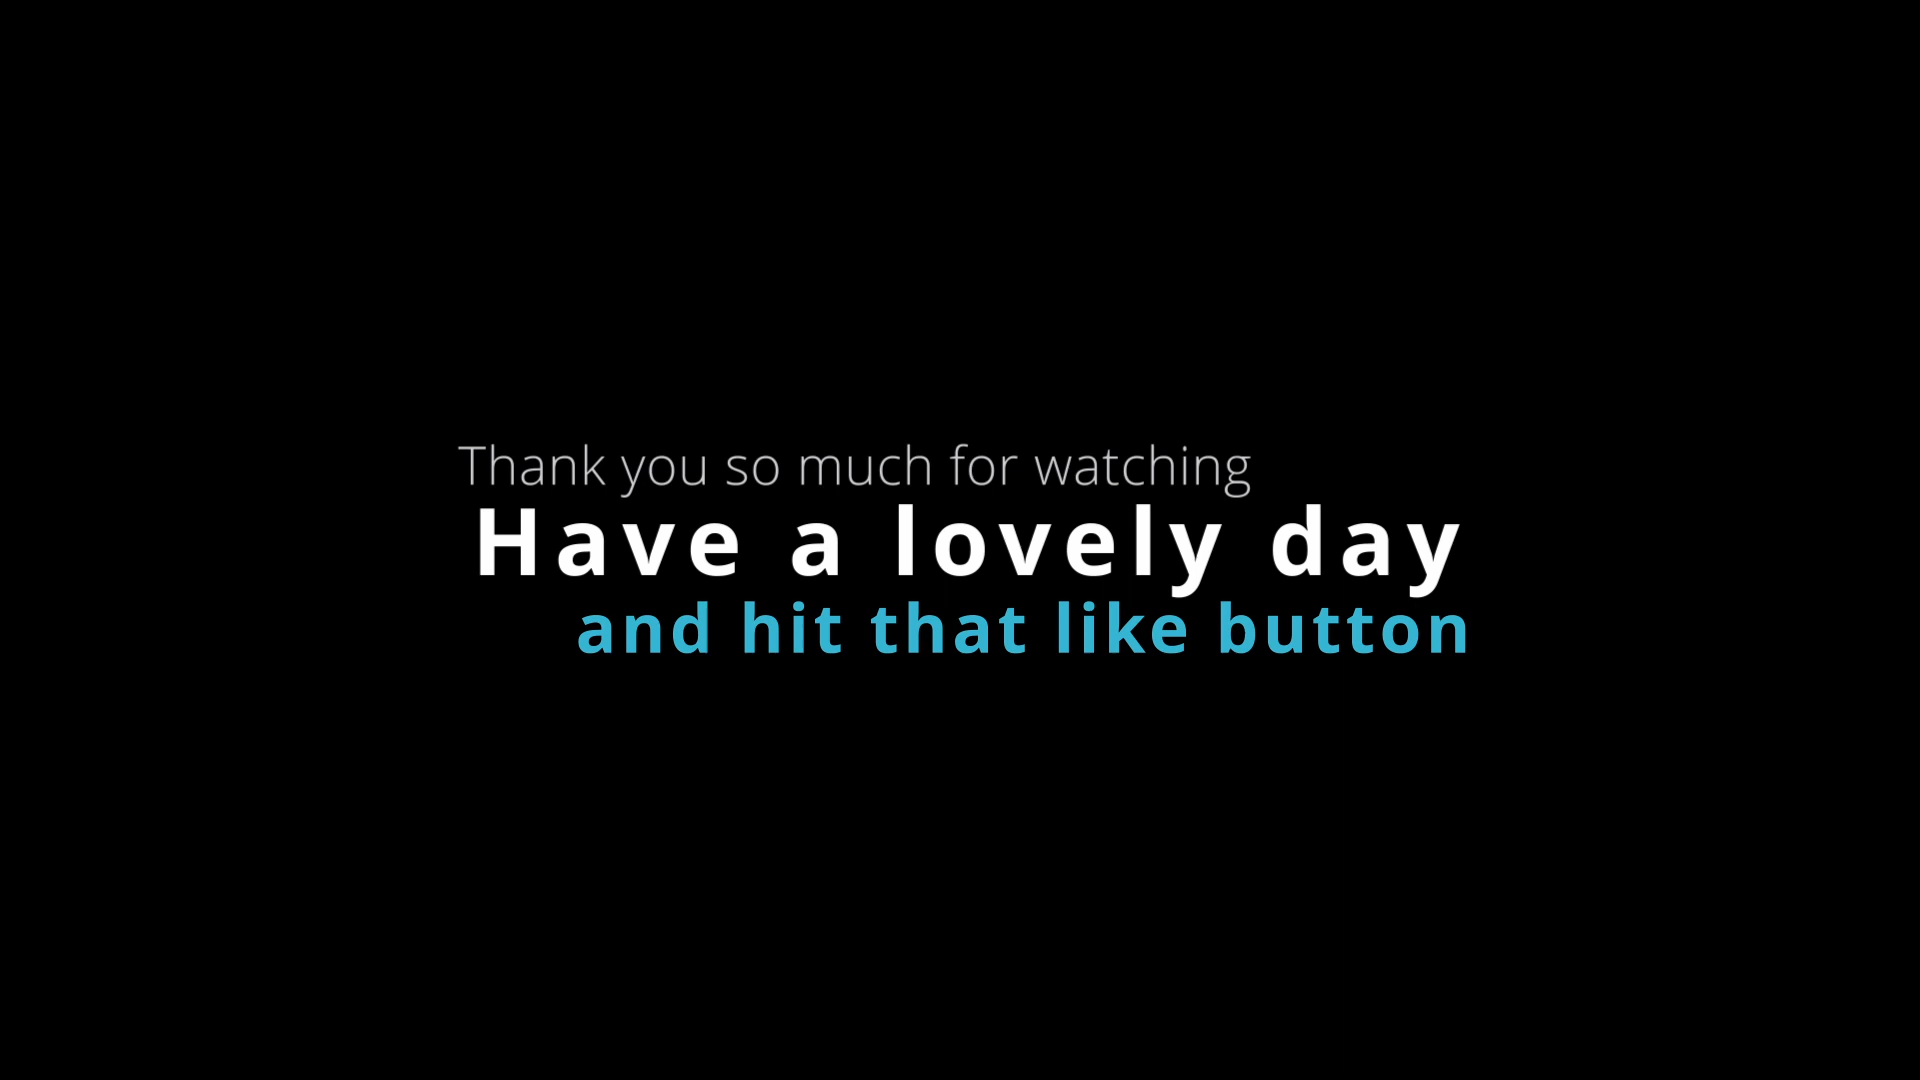 Thank you so much for watching
Have a lovely day
and hit that like button